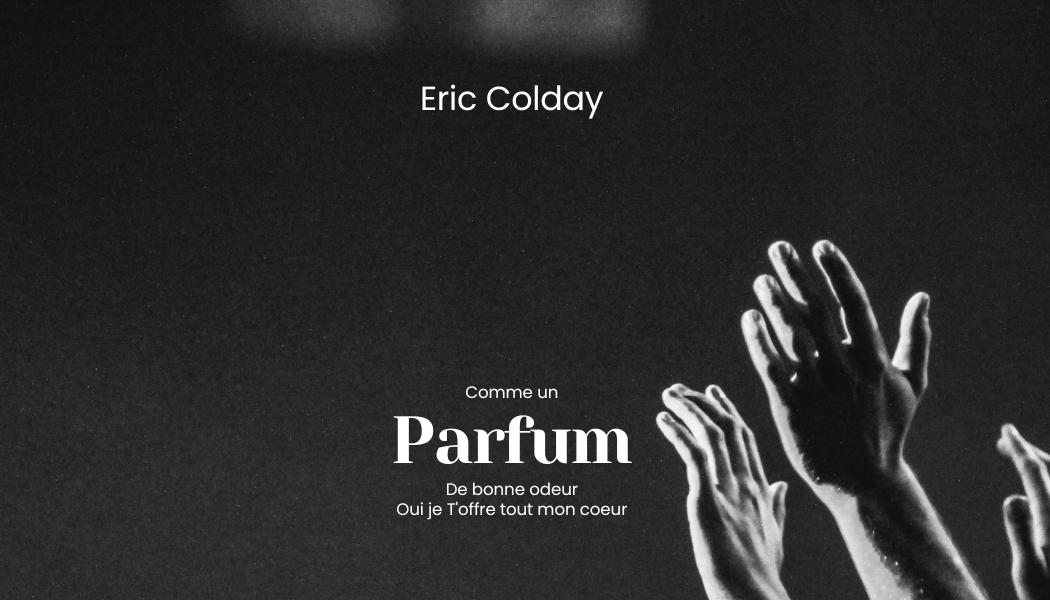 Eric Colday
Comme un
Parfum
De bonne odeur
Oui je T'offre tout mon coeur